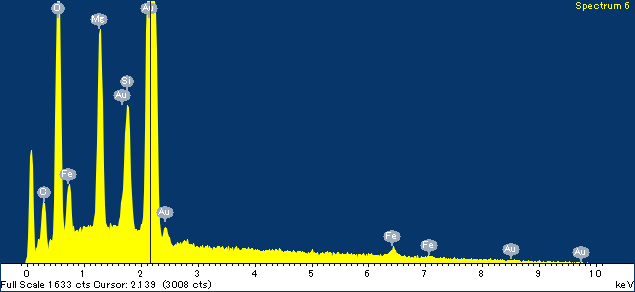 Spectrum 6
O Au
Mg
Si
Au
Fe
O
Au
Fe
Fe
Au
Au
0 1 2 3 4 5 6 7 8 9 10
Full Scale 1633 cts Cursor: 2.139 (3008 cts) keV